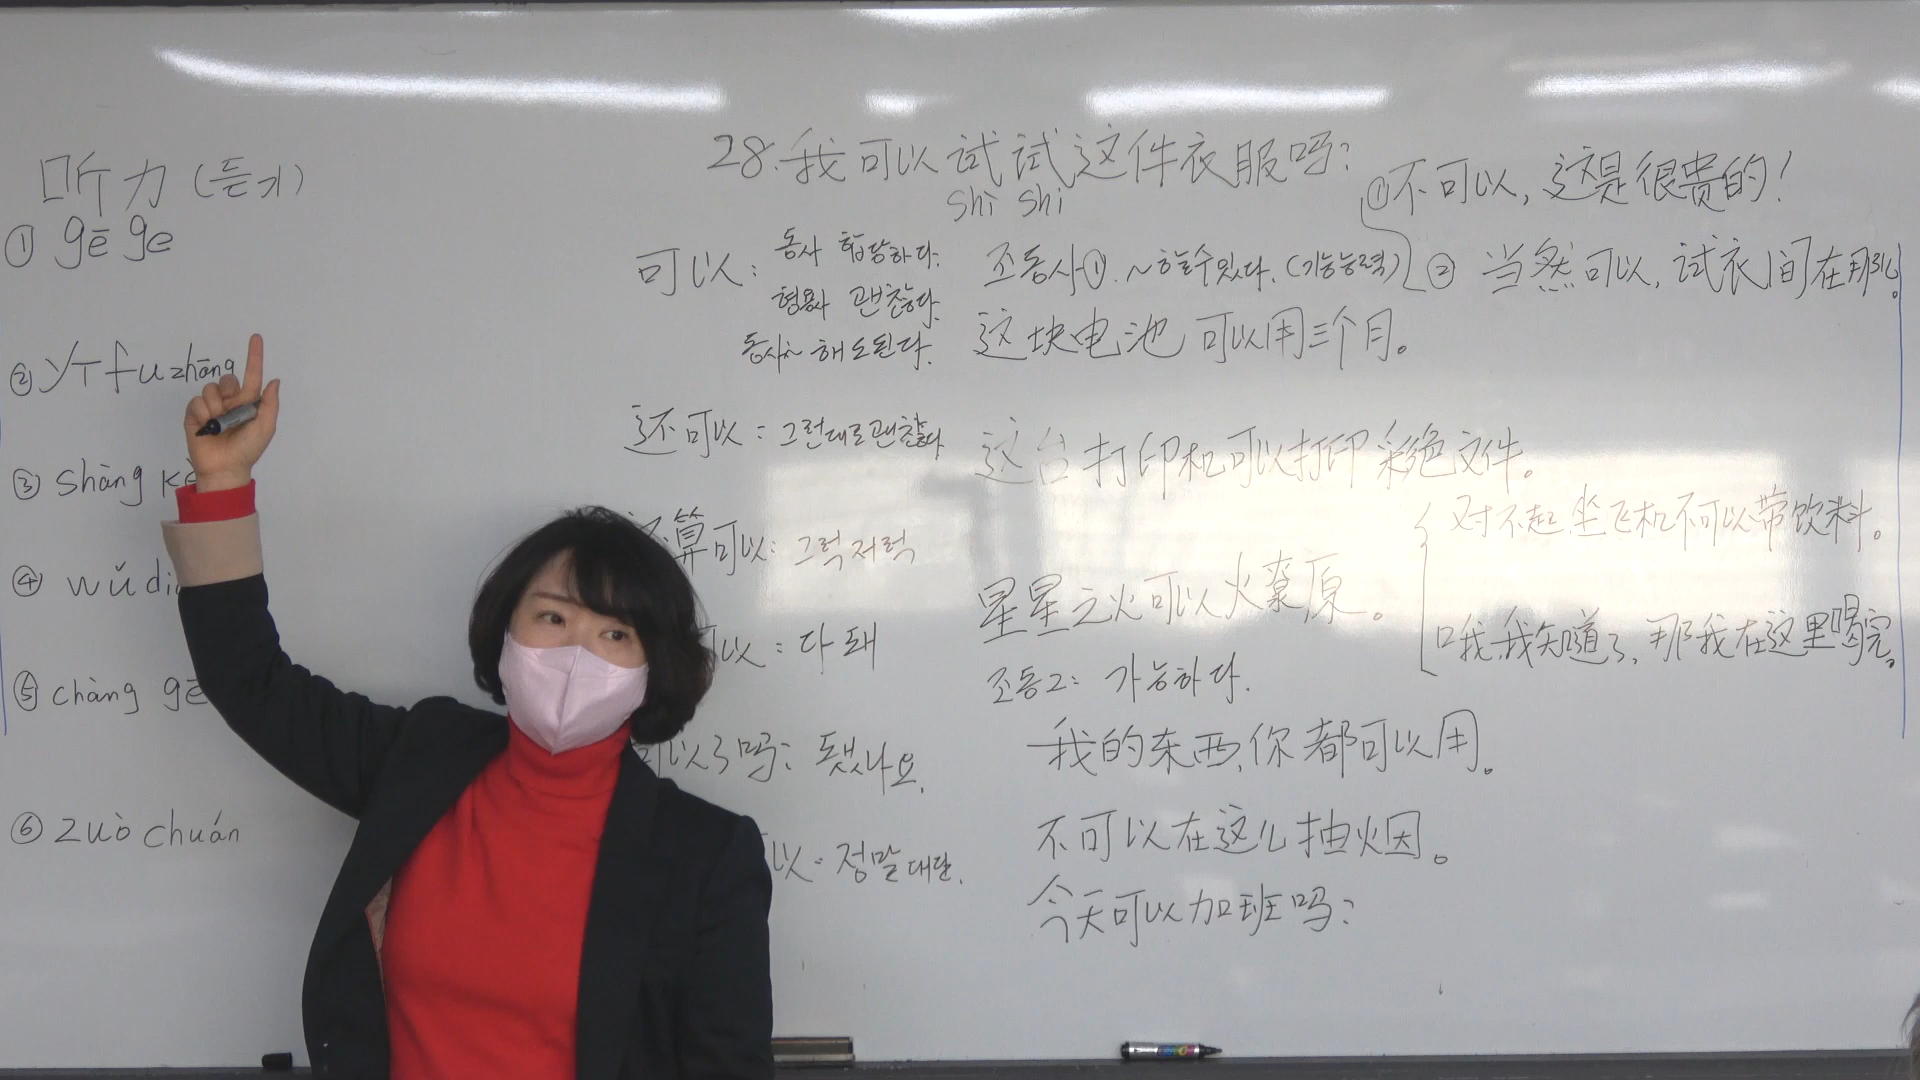 听力 (듣기)
① gē ge
② yī fu zhāng
③ shàng kè
④ wǔ di
⑤ chàng gē
⑥ zuò chuán
28. 我可以试试这件衣服吗?
shì shi
可以: 동사 합당하다.
형용사 괜찮다.
동사~ 해도된다.
还可以: 그런대로괜찮다
还算可以: 그럭저럭
可以: 다 돼
可以了吗: 됐나요.
以: 정말 대단.
조동사①. ~할수있다. (기능능력)
①不可以, 这是很贵的!
② 当然可以, 试衣间在那儿。
这块电池 可以用三个月。
这台打印机可以打印彩色文件。
对不起 坐飞机不可以带饮料。
哦, 我知道了, 那我在这里喝完。
星星之火可以燎原。
조동2: 가능하다.
我的东西, 你都可以用。
不可以在这儿抽烟。
今天可以加班吗?